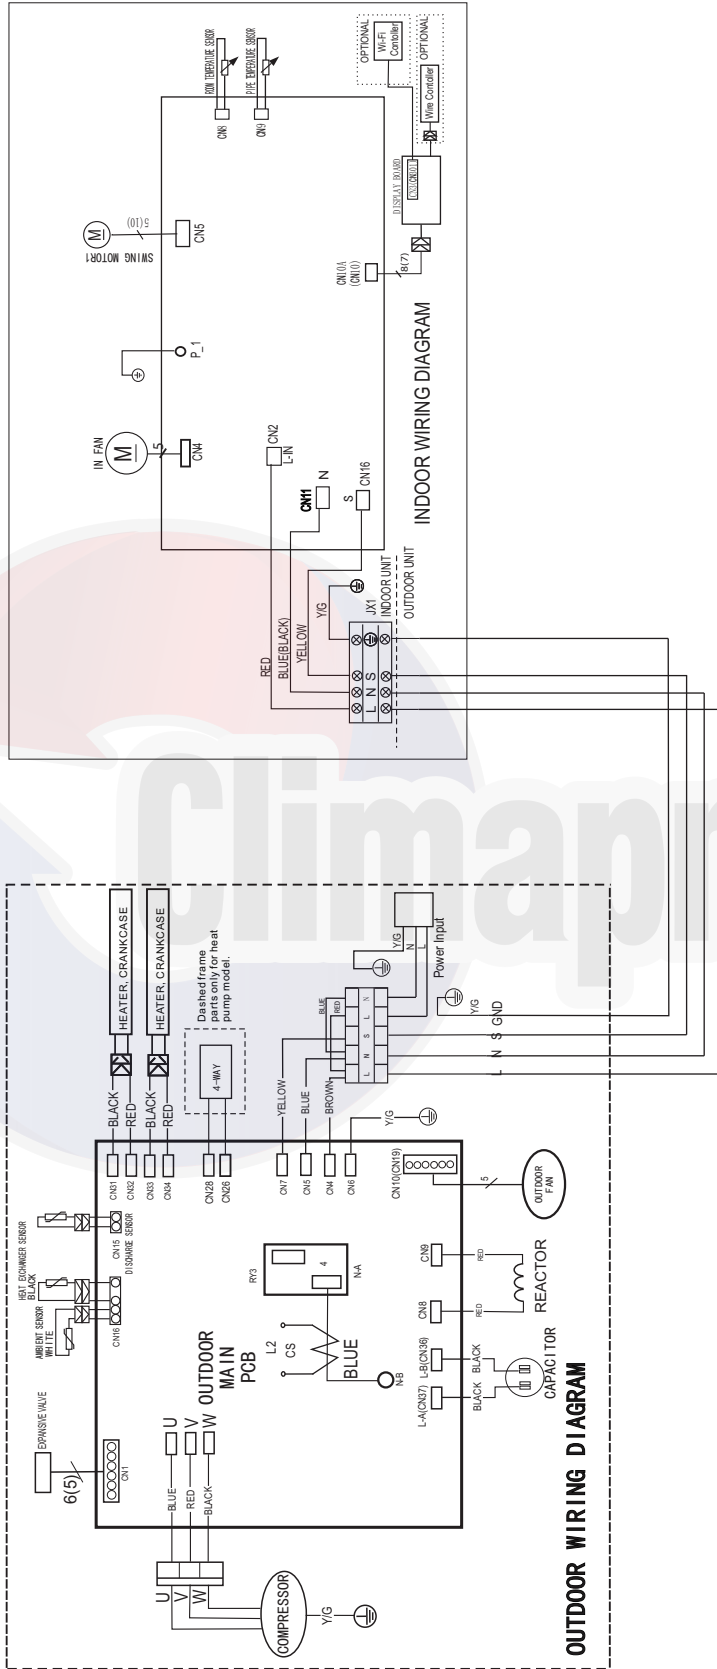 ROOM TEMPERATURE SENSOR
PIPE TEMPERATURE SENSOR
CN8
CN9
OPTIONAL
Wi-Fi
Contoller
OPTIONAL
Wire Contoller
DISPLAY BOARD
M
5(10)
SWING MOTOR1
CN5
CN10A
(CN10)
8(7)
P_1
IN FAN
M
5
CN4
CN2
L-IN
CN11
N
S
CN16
INDOOR WIRING DIAGRAM
RED
BLUE(BLACK)
YELLOW
Y/G
JX1
INDOOR UNIT
OUTDOOR UNIT
L N S
Climapr
HEATER, CRANKCASE
HEATER, CRANKCASE
BLACK
RED
BLACK
RED
CN31
CN32
CN33
CN34
Dashed frame
parts only for heat
pump model.
4-WAY
CN28
CN26
Y/G
N
L
Power Input
BLUE
RED
L N S L N
YELLOW
BLUE
BROWN
Y/G
CN7
CN5
CN4
CN6
Y/G
L N S GND
HEAT EXCHANGER SENSOR
BLACK
AMBIENT SENSOR
WHITE
CN15
DISCHARGE SENSOR
CN16
EXPANSIVE VALVE
6(5)
CN1
CN10(CN19)
5
OUTDOOR
FAN
RY3
4
N-A
L2
CS
BLUE
N-B
OUTDOOR
MAIN
PCB
CN9
CN8
RED
RED
REACTOR
L-B(CN36)
L-A(CN37)
BLACK
BLACK
CAPACITOR
U
V
W
BLUE
RED
BLACK
U
V
W
COMPRESSOR
Y/G
OUTDOOR WIRING DIAGRAM